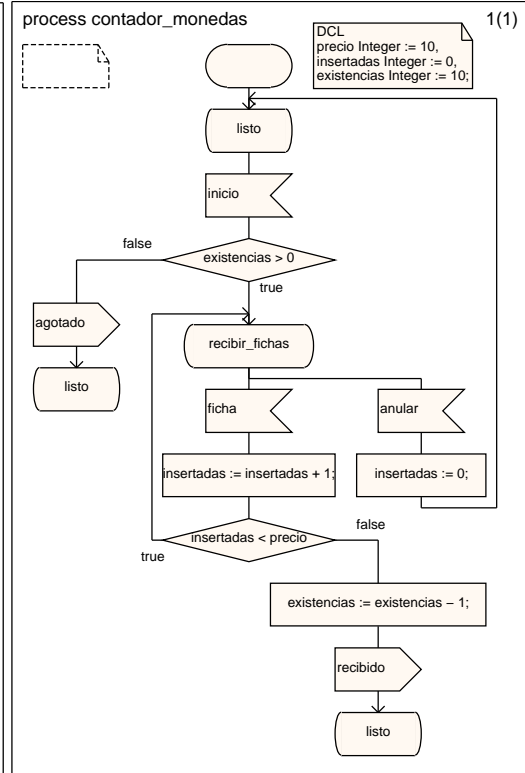 process contador_monedas
1(1)
DCL
precio Integer := 10,
insertadas Integer := 0,
existencias Integer := 10;
listo
inicio
false
existencias > 0
true
agotado
listo
recibir_fichas
ficha
anular
insertadas := insertadas + 1;
insertadas := 0;
insertadas < precio
false
true
existencias := existencias – 1;
recibido
listo